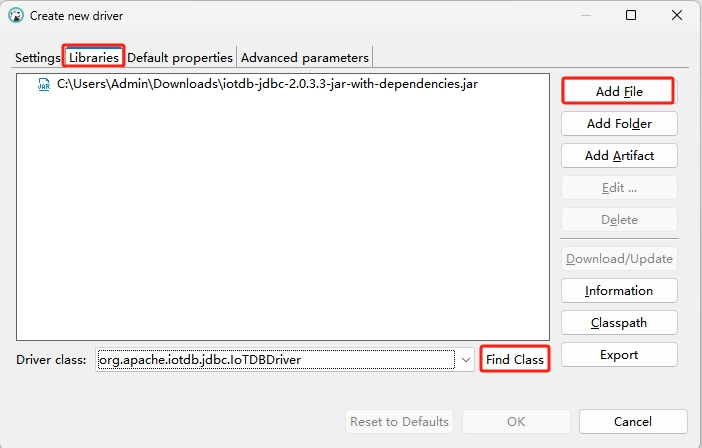 Create new driver
Settings Libraries Default properties Advanced parameters
JAR C:\Users\Admin\Downloads\iotdb-jdbc-2.0.3.3-jar-with-dependencies.jar
Add File
Add Folder
Add Artifact
Edit ...
Delete
Download/Update
Information
Classpath
Export
Driver class: org.apache.iotdb.jdbc.IoTDBDriver Find Class
Reset to Defaults OK Cancel